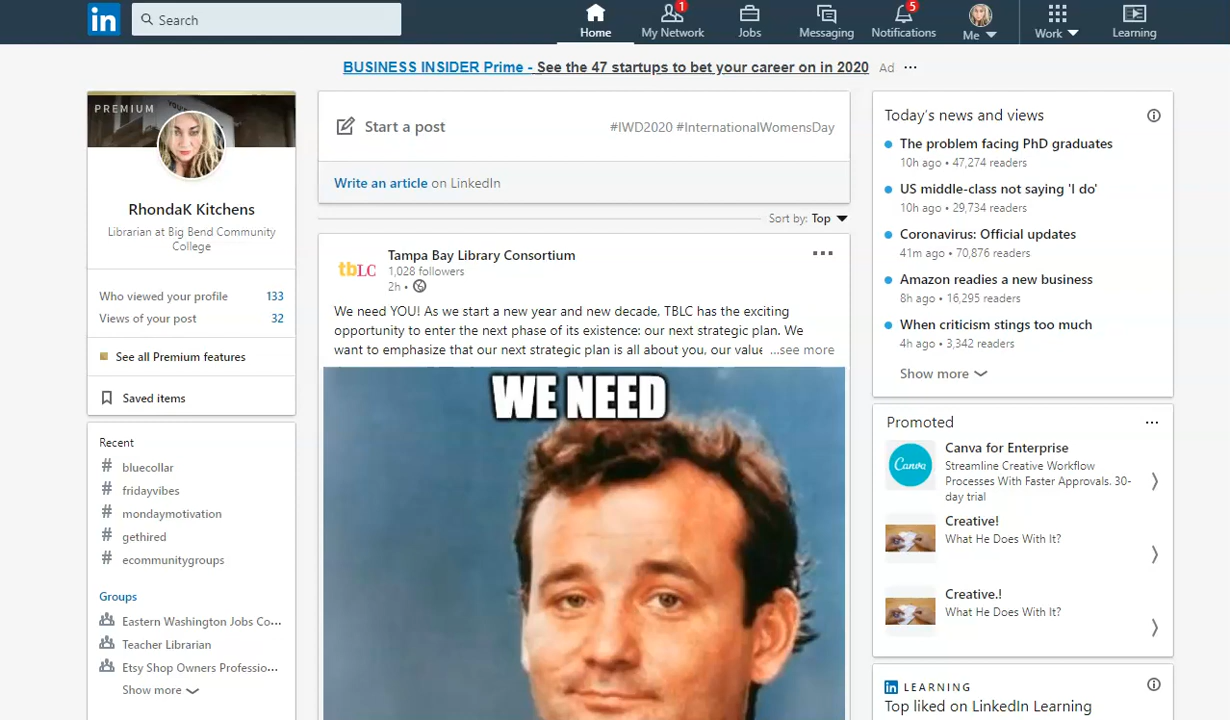 in
Search
1
5
Home
My Network
Jobs
Messaging
Notifications
Me
Work
Learning
BUSINESS INSIDER Prime - See the 47 startups to bet your career on in 2020 Ad ...
PREMIUM
RhondaK Kitchens
Librarian at Big Bend Community
College
Who viewed your profile 133
Views of your post 32
See all Premium features
Saved items
Recent
# bluecollar
# fridayvibes
# mondaymotivation
# gethired
# ecommunitygroups
Groups
Eastern Washington Jobs Co...
Teacher Librarian
Etsy Shop Owners Professio...
Show more
Start a post #IWD2020 #InternationalWomensDay
Write an article on LinkedIn
Sort by: Top
tbLC
Tampa Bay Library Consortium
1,028 followers
2h •
We need YOU! As we start a new year and new decade, TBLC has the exciting
opportunity to enter the next phase of its existence: our next strategic plan. We
want to emphasize that our next strategic plan is all about you, our value ...see more
WE NEED
Today's news and views
The problem facing PhD graduates
10h ago • 47,274 readers
US middle-class not saying 'I do'
10h ago • 29,734 readers
Coronavirus: Official updates
41m ago • 70,876 readers
Amazon readies a new business
8h ago • 16,295 readers
When criticism stings too much
4h ago • 3,342 readers
Show more
Promoted ...
Canva
Canva for Enterprise
Streamline Creative Workflow
Processes With Faster Approvals. 30-
day trial
Creative!
What He Does With It?
Creative.!
What He Does With It?
in LEARNING
Top liked on LinkedIn Learning